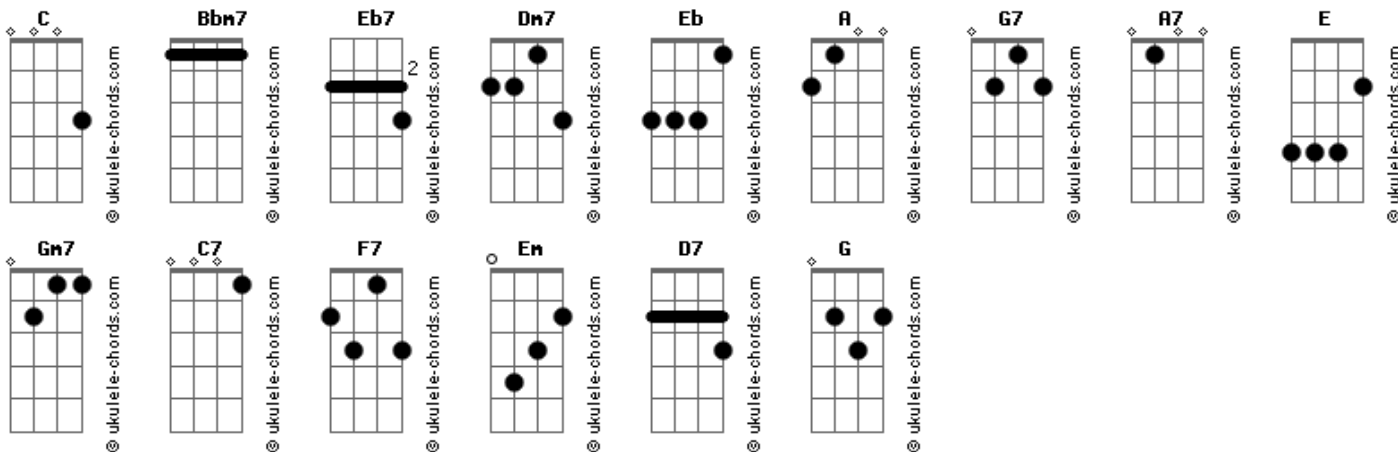 C Bbm7 Eb7 Dm7 Eb A G7 A7 E
2
© ukulele-chords.com © ukulele-chords.com © ukulele-chords.com © ukulele-chords.com © ukulele-chords.com © ukulele-chords.com © ukulele-chords.com © ukulele-chords.com © ukulele-chords.com
Gm7 C7 F7 Em D7 G
© ukulele-chords.com © ukulele-chords.com © ukulele-chords.com © ukulele-chords.com © ukulele-chords.com © ukulele-chords.com